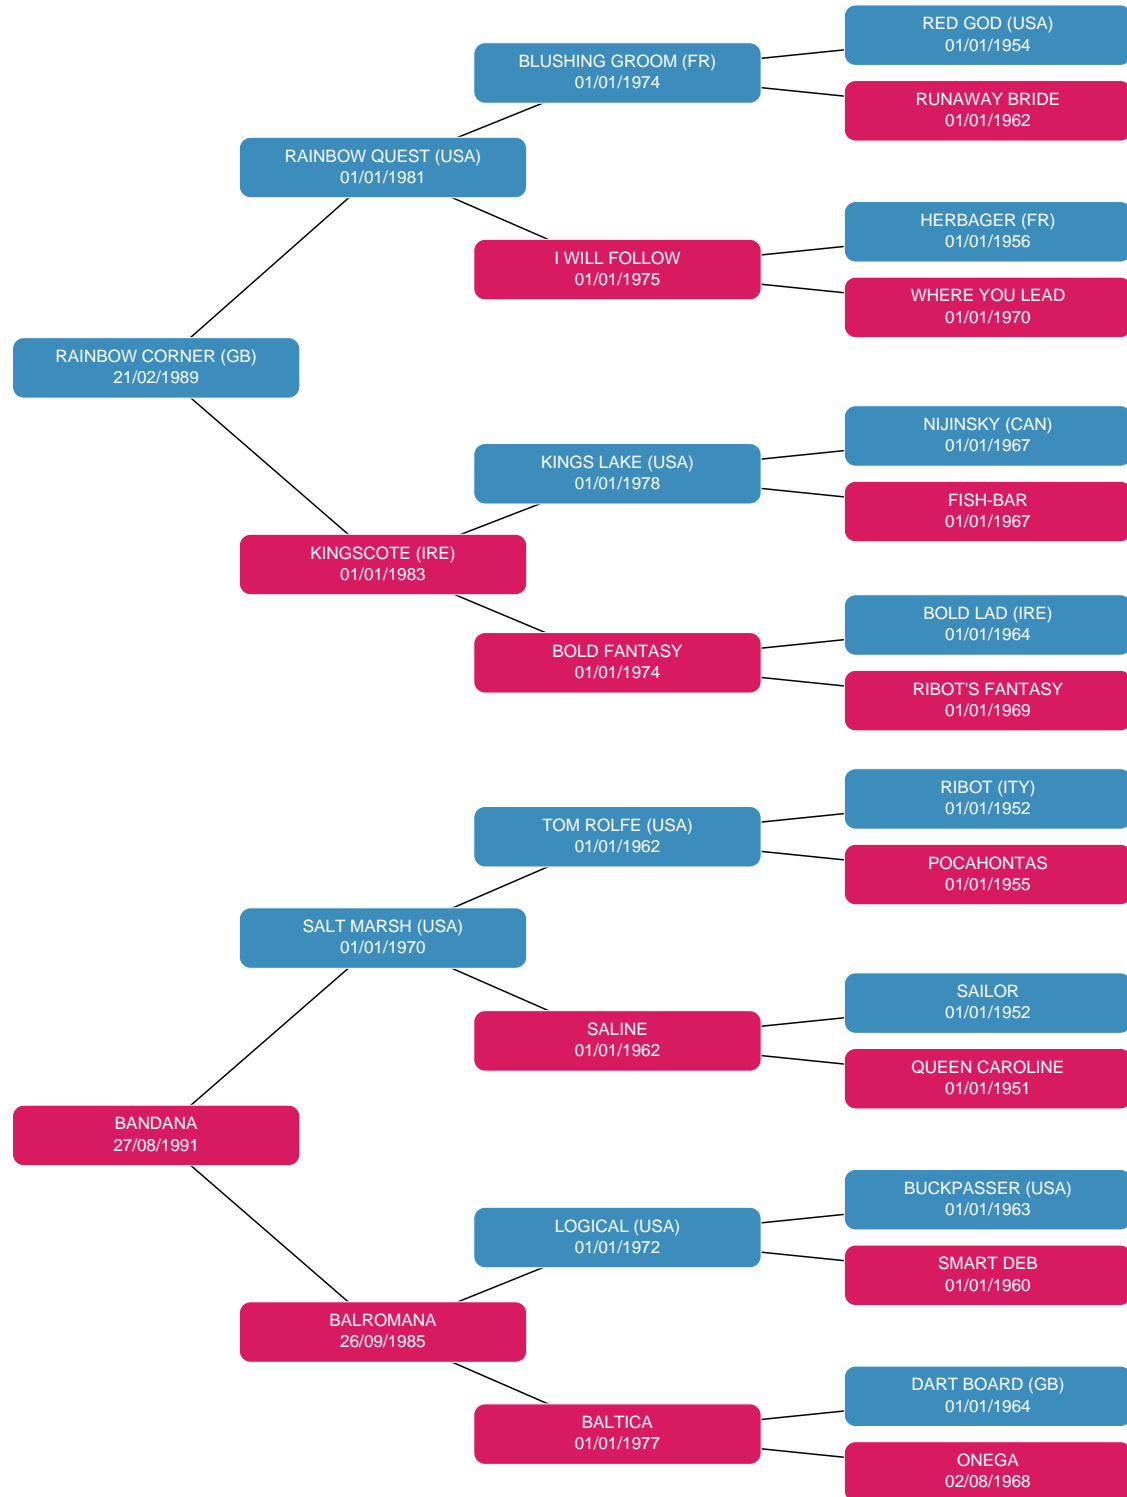 RED GOD (USA)
01/01/1954
BLUSHING GROOM (FR)
01/01/1974
RUNAWAY BRIDE
01/01/1962
RAINBOW QUEST (USA)
01/01/1981
HERBAGER (FR)
01/01/1956
I WILL FOLLOW
01/01/1975
WHERE YOU LEAD
01/01/1970
RAINBOW CORNER (GB)
21/02/1989
NIJINSKY (CAN)
01/01/1967
KINGS LAKE (USA)
01/01/1978
FISH-BAR
01/01/1967
KINGSCOTE (IRE)
01/01/1983
BOLD LAD (IRE)
01/01/1964
BOLD FANTASY
01/01/1974
RIBOT'S FANTASY
01/01/1969
RIBOT (ITY)
01/01/1952
TOM ROLFE (USA)
01/01/1962
POCAHONTAS
01/01/1955
SALT MARSH (USA)
01/01/1970
SAILOR
01/01/1952
SALINE
01/01/1962
QUEEN CAROLINE
01/01/1951
BANDANA
27/08/1991
BUCKPASSER (USA)
01/01/1963
LOGICAL (USA)
01/01/1972
SMART DEB
01/01/1960
BALROMANA
26/09/1985
DART BOARD (GB)
01/01/1964
BALTICA
01/01/1977
ONEGA
02/08/1968